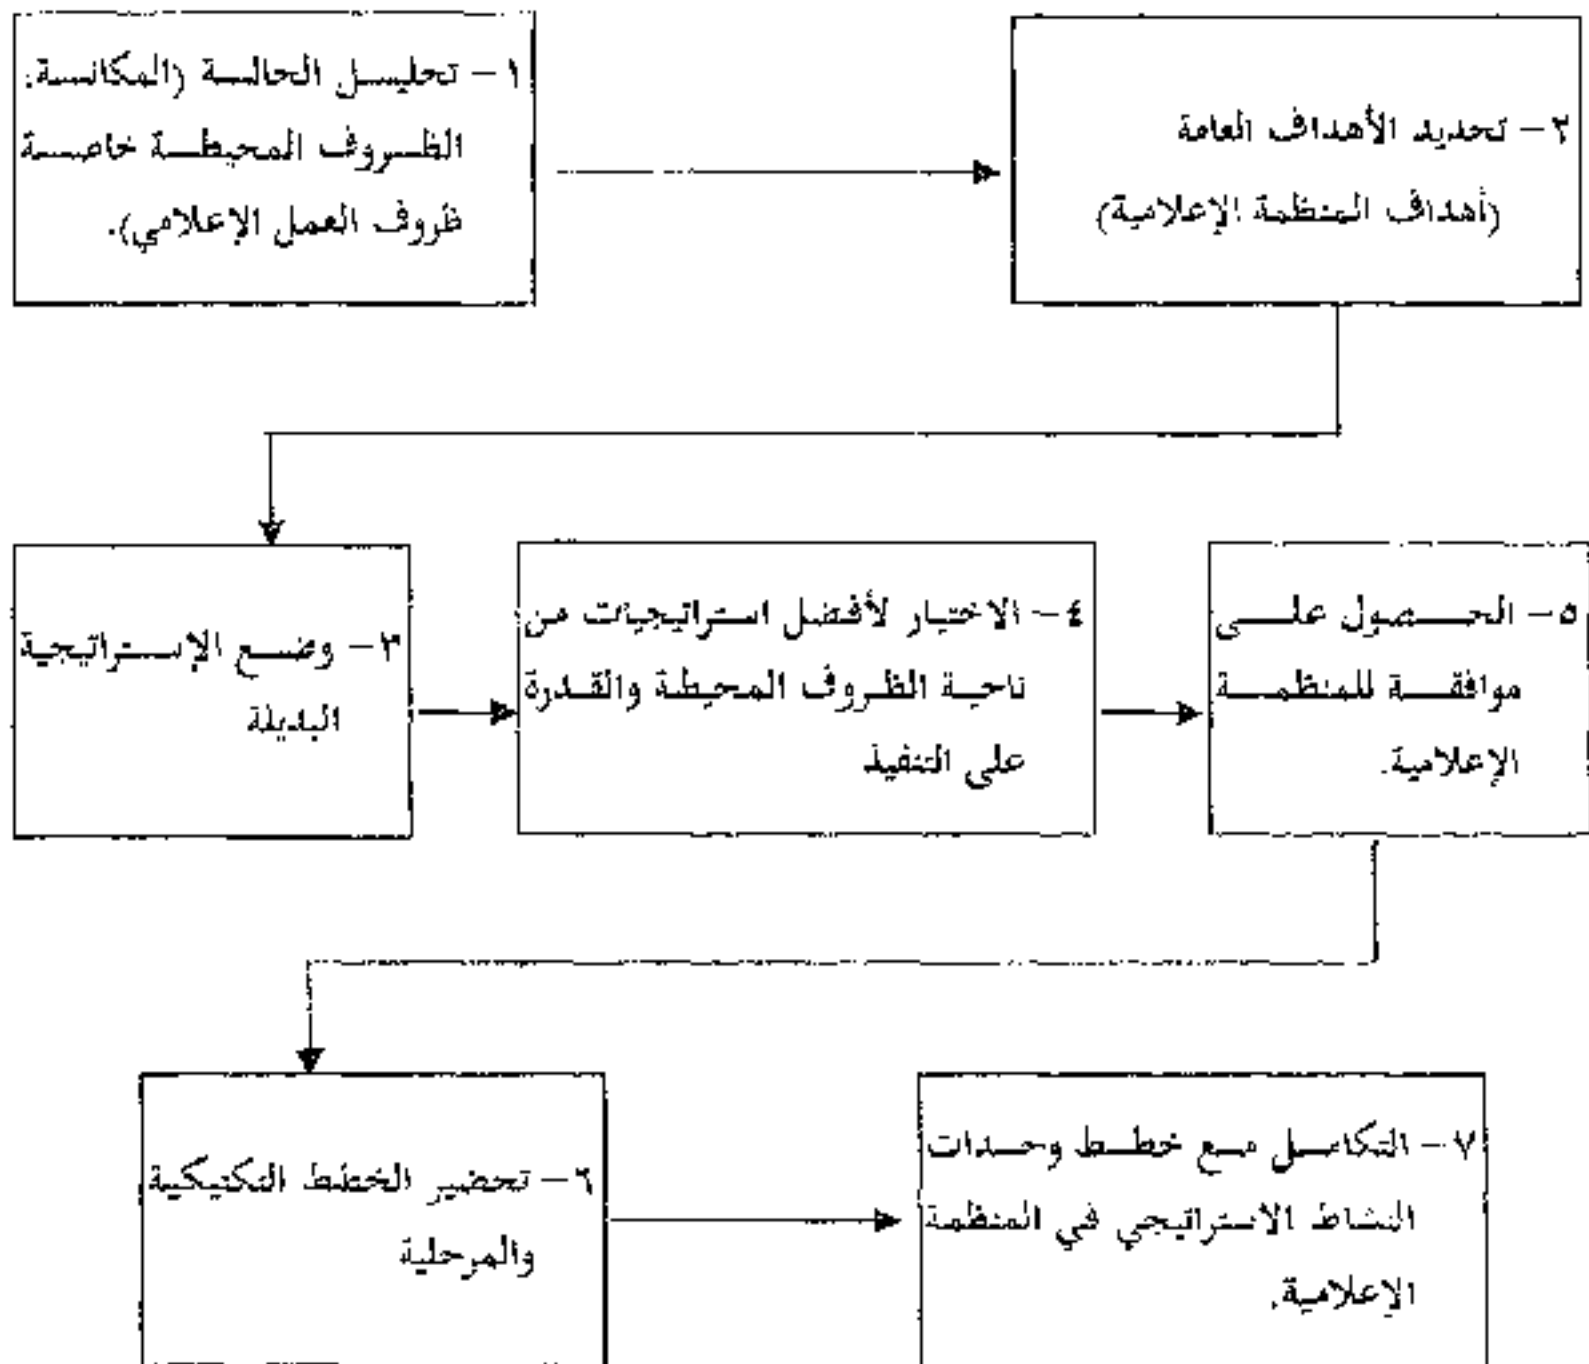 ١- تحليل الحالة (المكانة،
الظروف المحيطة خاصة
ظروف العمل الإعلامي).
٢- تحديد الأهداف العامة
(أهداف المنظمة الإعلامية)
٣- وضع الإستراتيجية
البديلة
٤- الاختيار لأفضل استراتيجيات من
ناحية الظروف المحيطة والقدرة
على التنفيذ
٥- الحصول على
موافقة للمنظمة
الإعلامية.
٦- تحضير الخطط التكتيكية
والمرحلية
٧- التكامل مع خطط وحدات
النشاط الاستراتيجي في المنظمة
الإعلامية.